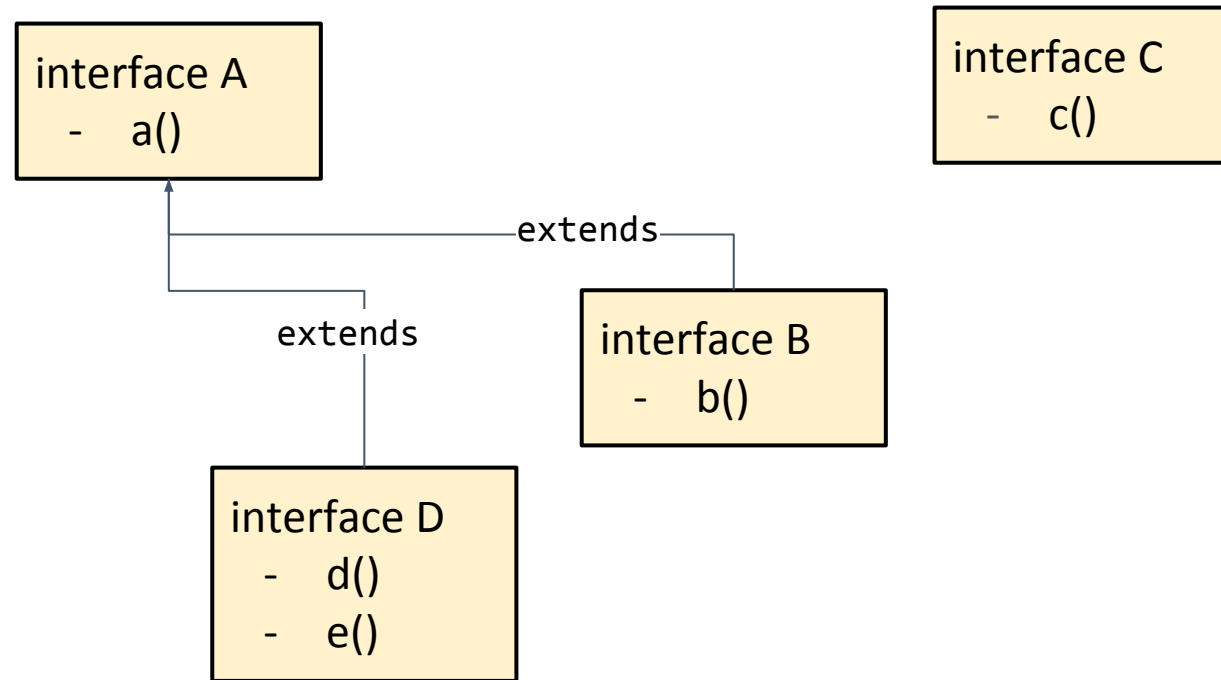 interface A
- a()
interface C
- c()
extends
extends
interface B
- b()
interface D
- d()
- e()